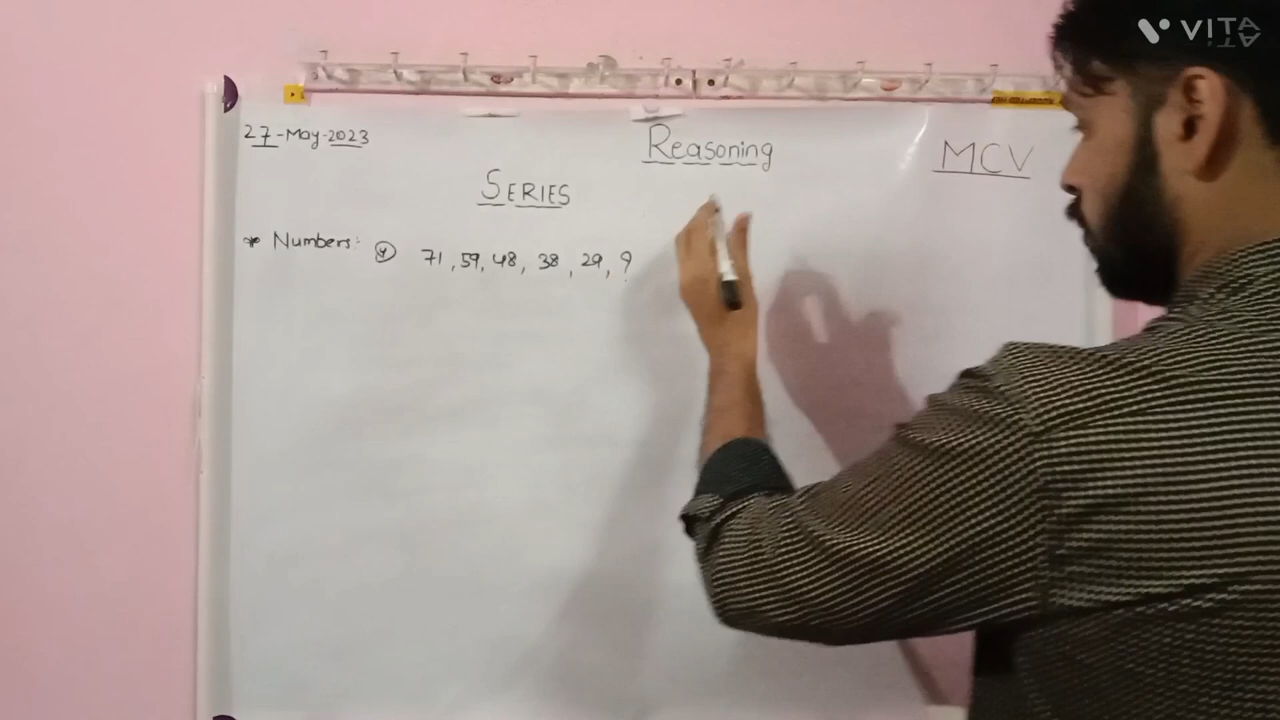 VITA
27-May-2023
Reasoning
MCV
SERIES
* Numbers: 4 71, 59, 48, 38, 29, ?